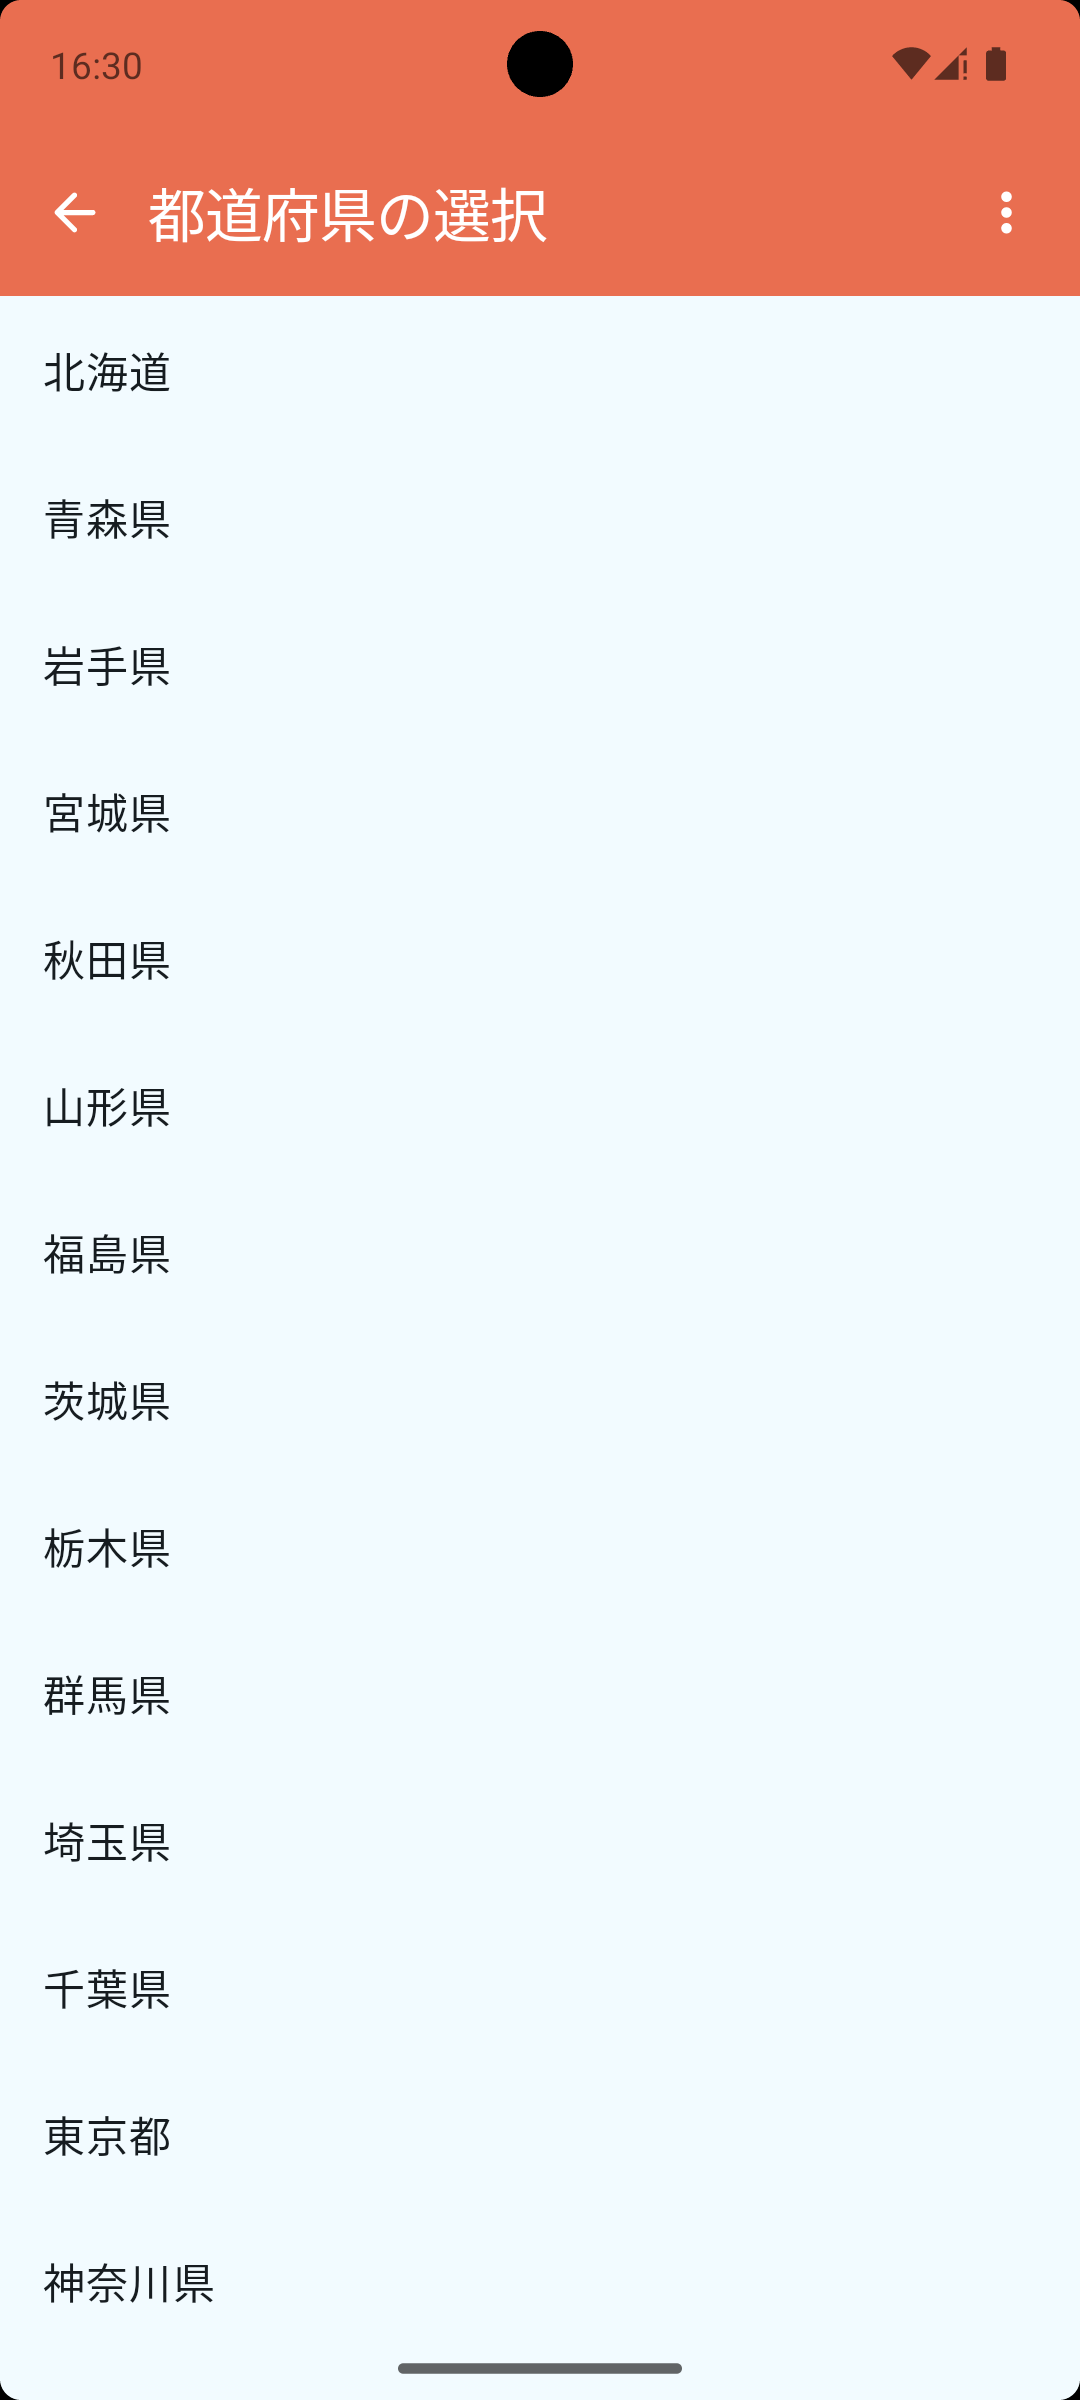 16:30
都道府県の選択
北海道
青森県
岩手県
宮城県
秋田県
山形県
福島県
茨城県
栃木県
群馬県
埼玉県
千葉県
東京都
神奈川県